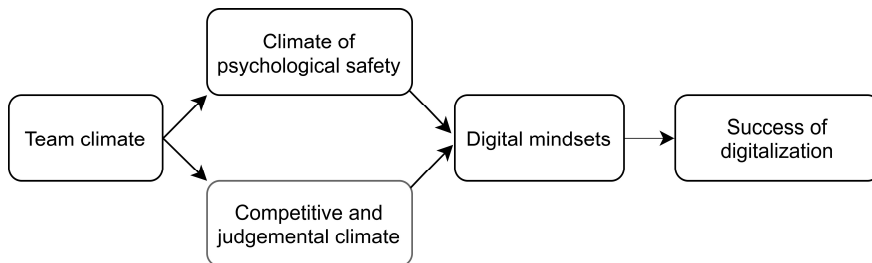 Team climate
Climate of
psychological safety
Competitive and
judgemental climate
Digital mindsets
Success of
digitalization